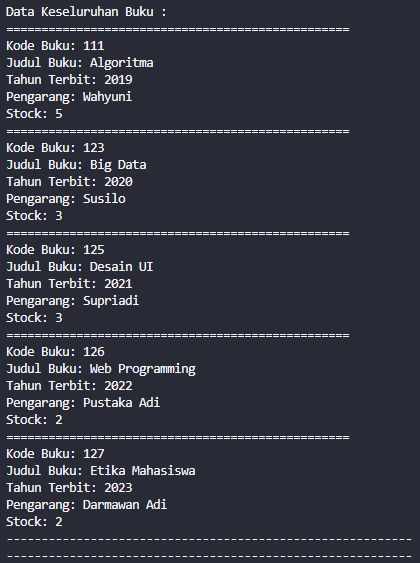 Data Keseluruhan Buku :
=================================================
Kode Buku: 111
Judul Buku: Algoritma
Tahun Terbit: 2019
Pengarang: Wahyuni
Stock: 5
=================================================
Kode Buku: 123
Judul Buku: Big Data
Tahun Terbit: 2020
Pengarang: Susilo
Stock: 3
=================================================
Kode Buku: 125
Judul Buku: Desain UI
Tahun Terbit: 2021
Pengarang: Supriadi
Stock: 3
=================================================
Kode Buku: 126
Judul Buku: Web Programming
Tahun Terbit: 2022
Pengarang: Pustaka Adi
Stock: 2
=================================================
Kode Buku: 127
Judul Buku: Etika Mahasiswa
Tahun Terbit: 2023
Pengarang: Darmawan Adi
Stock: 2
----------------------------------------------------------
----------------------------------------------------------